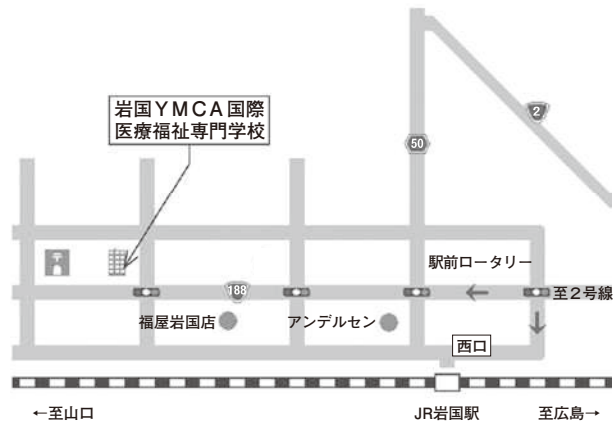 2
岩国YMCA国際
医療福祉専門学校
50
駅前ロータリー
188
至2号線
福屋岩国店
アンデルセン
西口
←至山口
JR岩国駅
至広島→